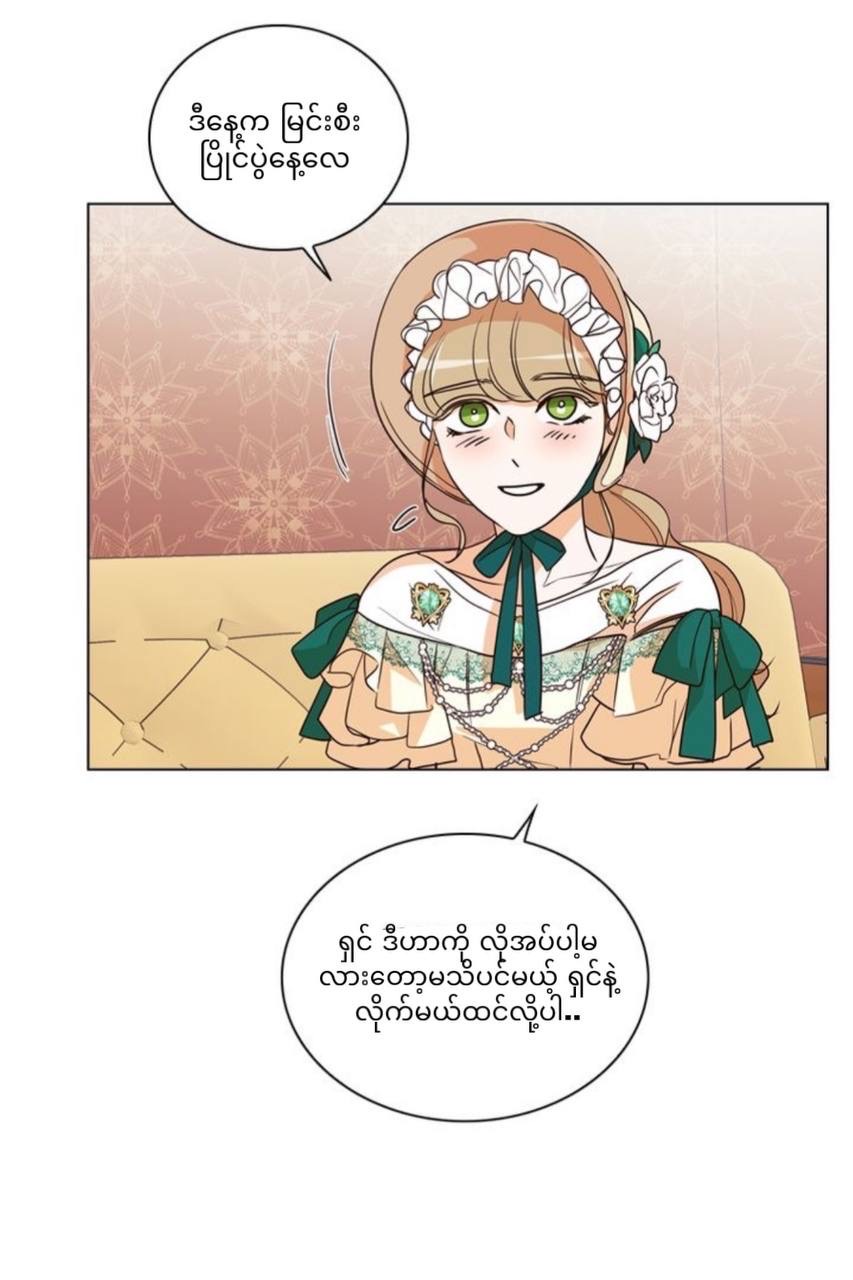 ဒီနေ့က မြင်းစီး
ပြိုင်ပွဲနေ့လေ
ရှင် ဒီဟာကို လိုအပ်ပါ့မ
လားတော့မသိပင်မယ့် ရှင်နဲ့
လိုက်မယ်ထင်လို့ပါ..